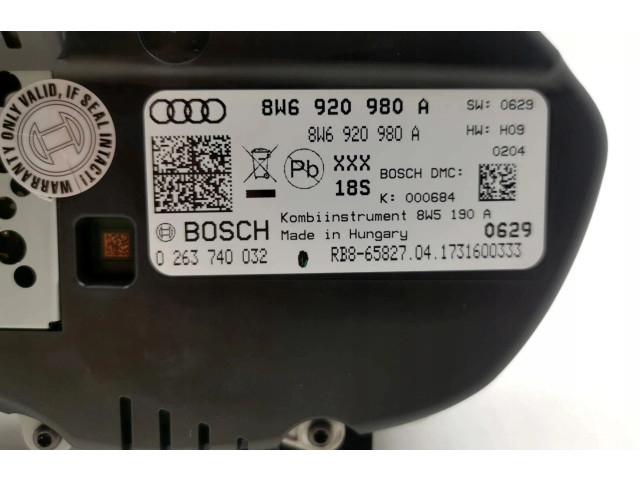 WARRANTY ONLY VALID, IF SEAL INTACT!
8W6 920 980 A
SW: 0629
8W6 920 980 A
HW: H09
0204
Pb
XXX
18S
BOSCH DMC:
K: 000684
Kombiinstrument 8W5 190 A
BOSCH
Made in Hungary
0629
0 263 740 032
RB8-65827.04.1731600333